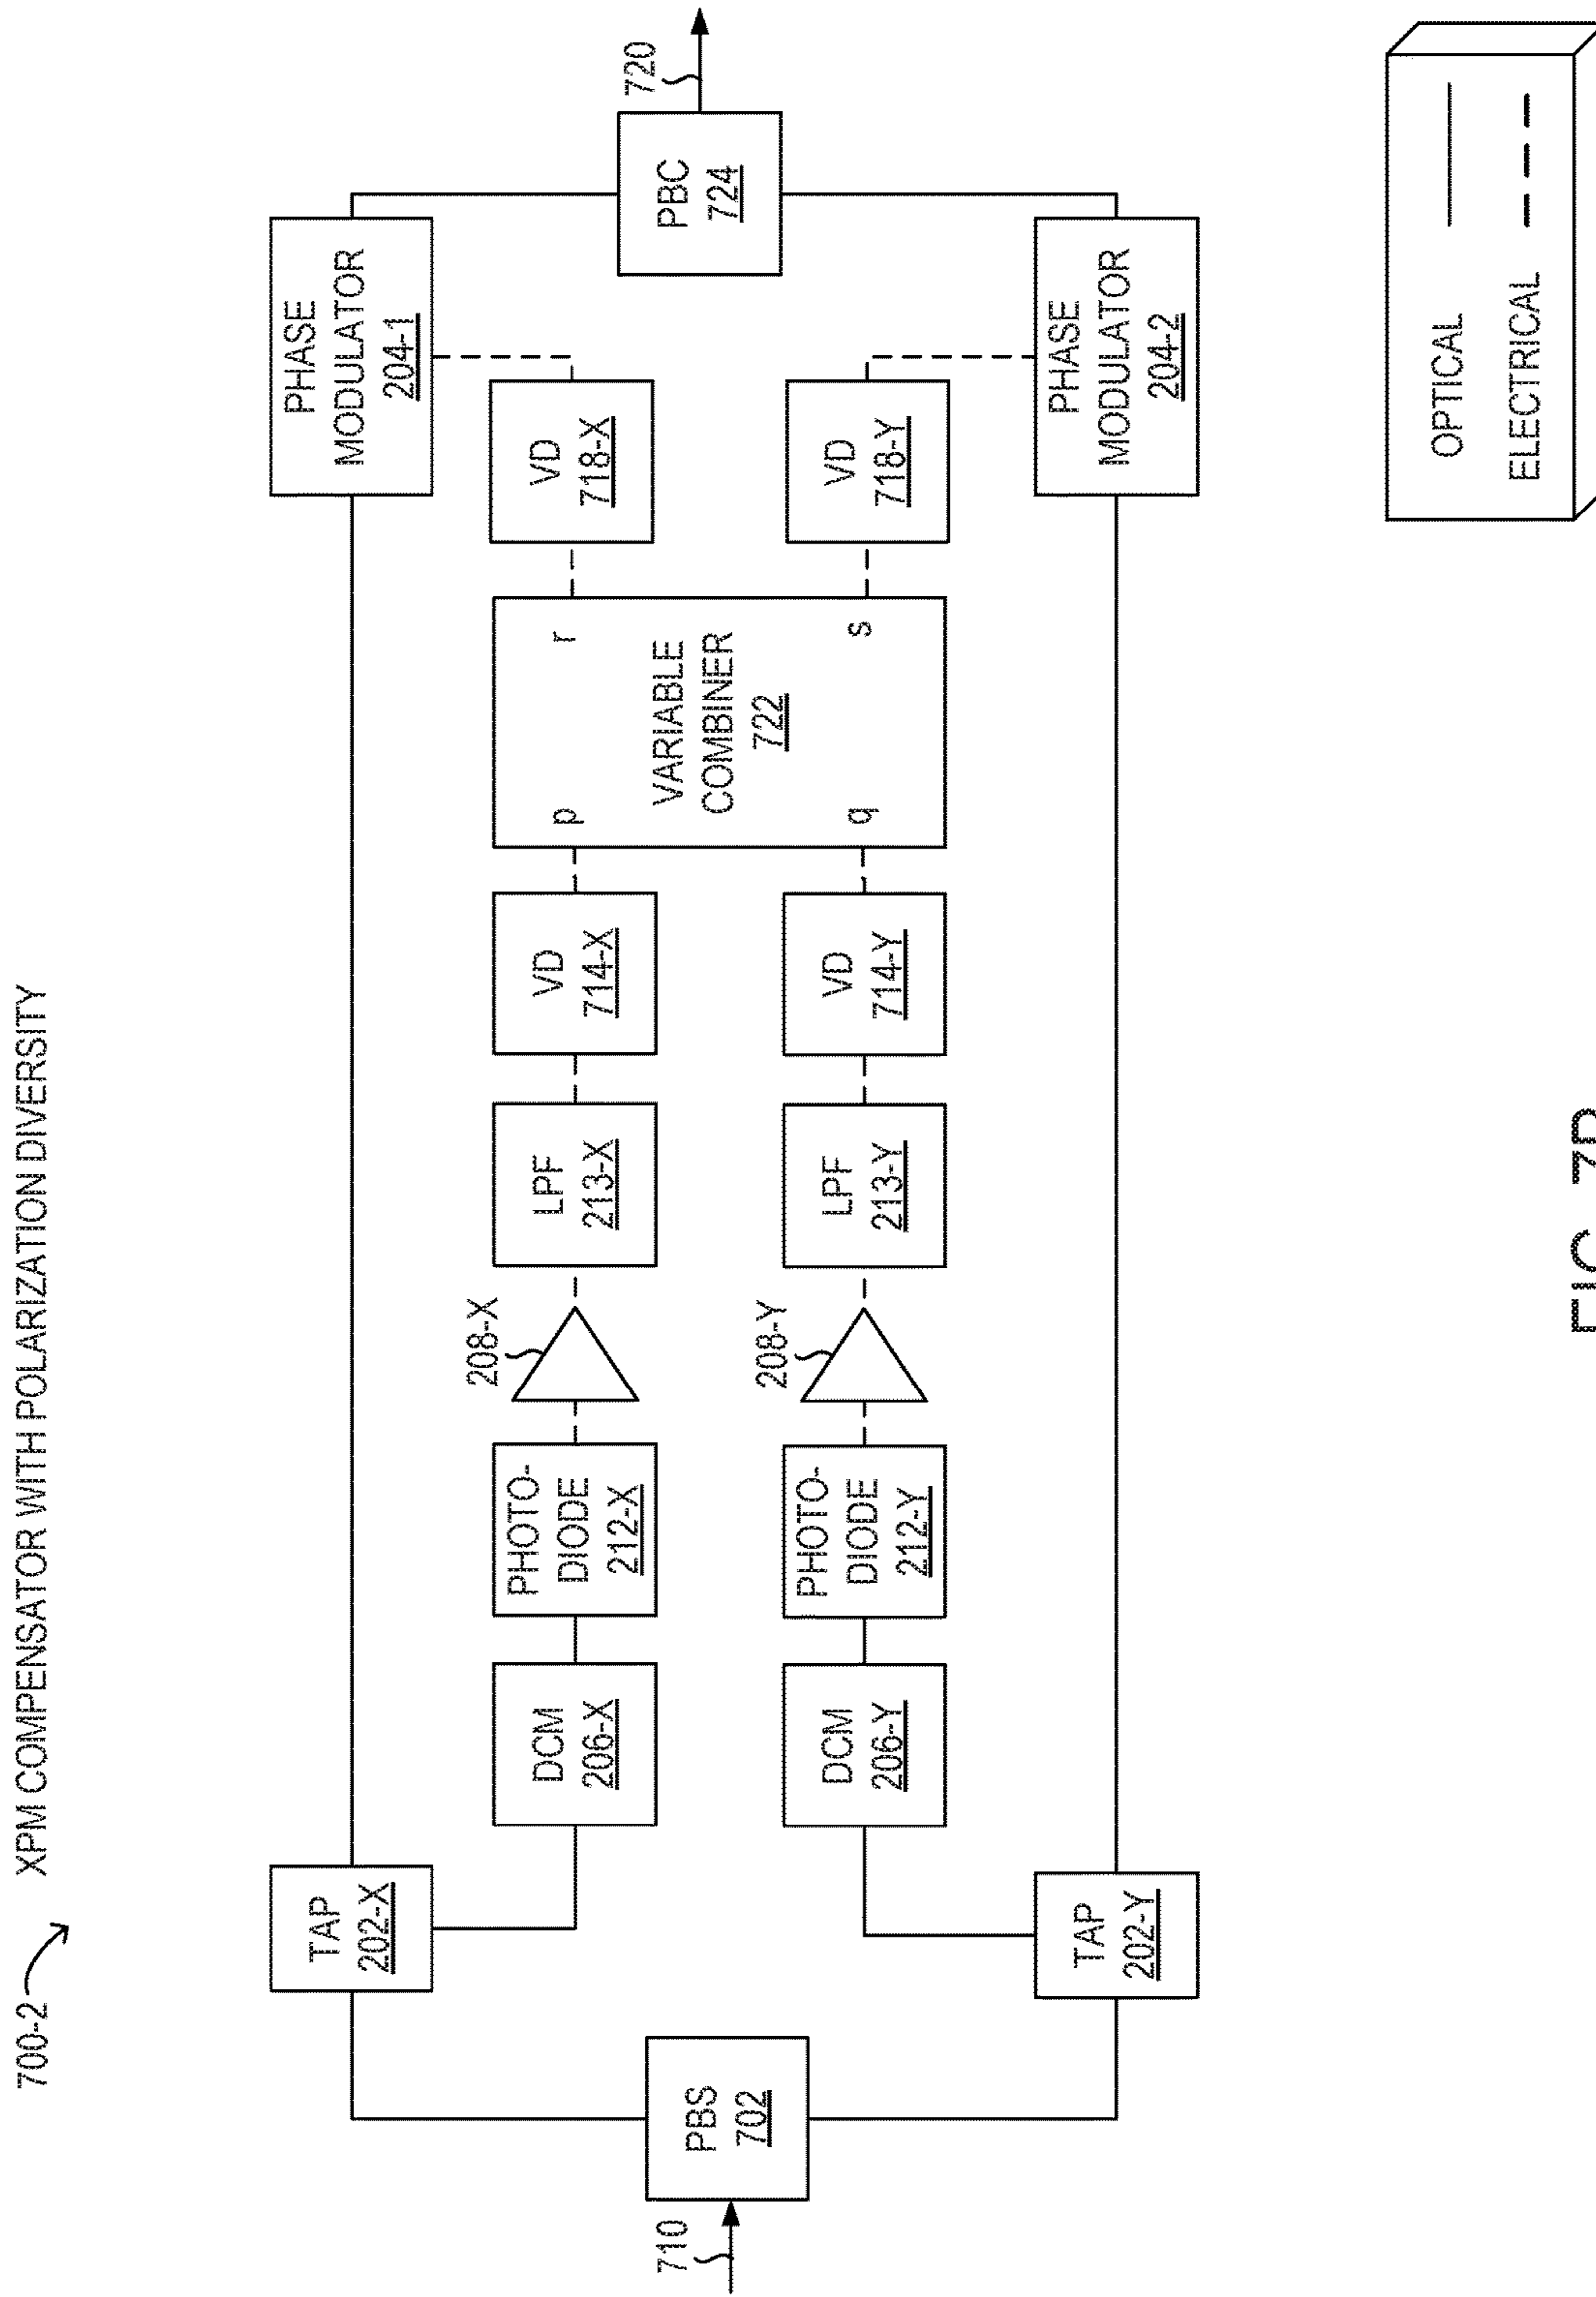 700-2
XPM COMPENSATOR WITH POLARIZATION DIVERSITY
710
PBS
702
TAP
202-X
PHASE
MODULATOR
204-1
DCM
206-X
PHOTO-
DIODE
212-X
208-X
LPF
213-X
VD
714-X
p
r
VARIABLE
COMBINER
722
q
s
VD
718-X
PBC
724
720
DCM
206-Y
PHOTO-
DIODE
212-Y
208-Y
LPF
213-Y
VD
714-Y
VD
718-Y
TAP
202-Y
PHASE
MODULATOR
204-2
OPTICAL
ELECTRICAL